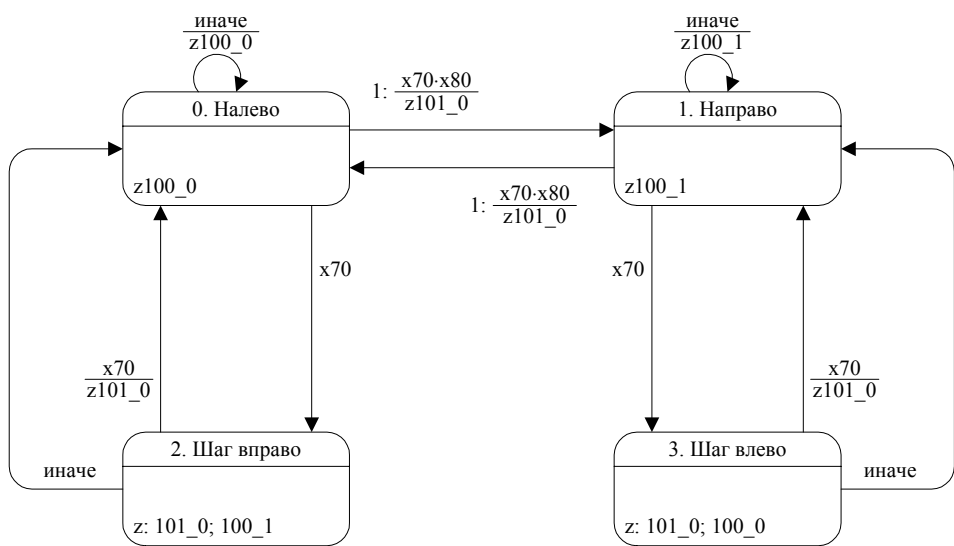 иначе
z100_0
иначе
z100_1
0. Налево
z100_0
1: x70·x80
z101_0
1. Направо
z100_1
1: x70·x80
z101_0
x70
x70
x70
z101_0
x70
z101_0
2. Шаг вправо
z: 101_0; 100_1
3. Шаг влево
z: 101_0; 100_0
иначе
иначе